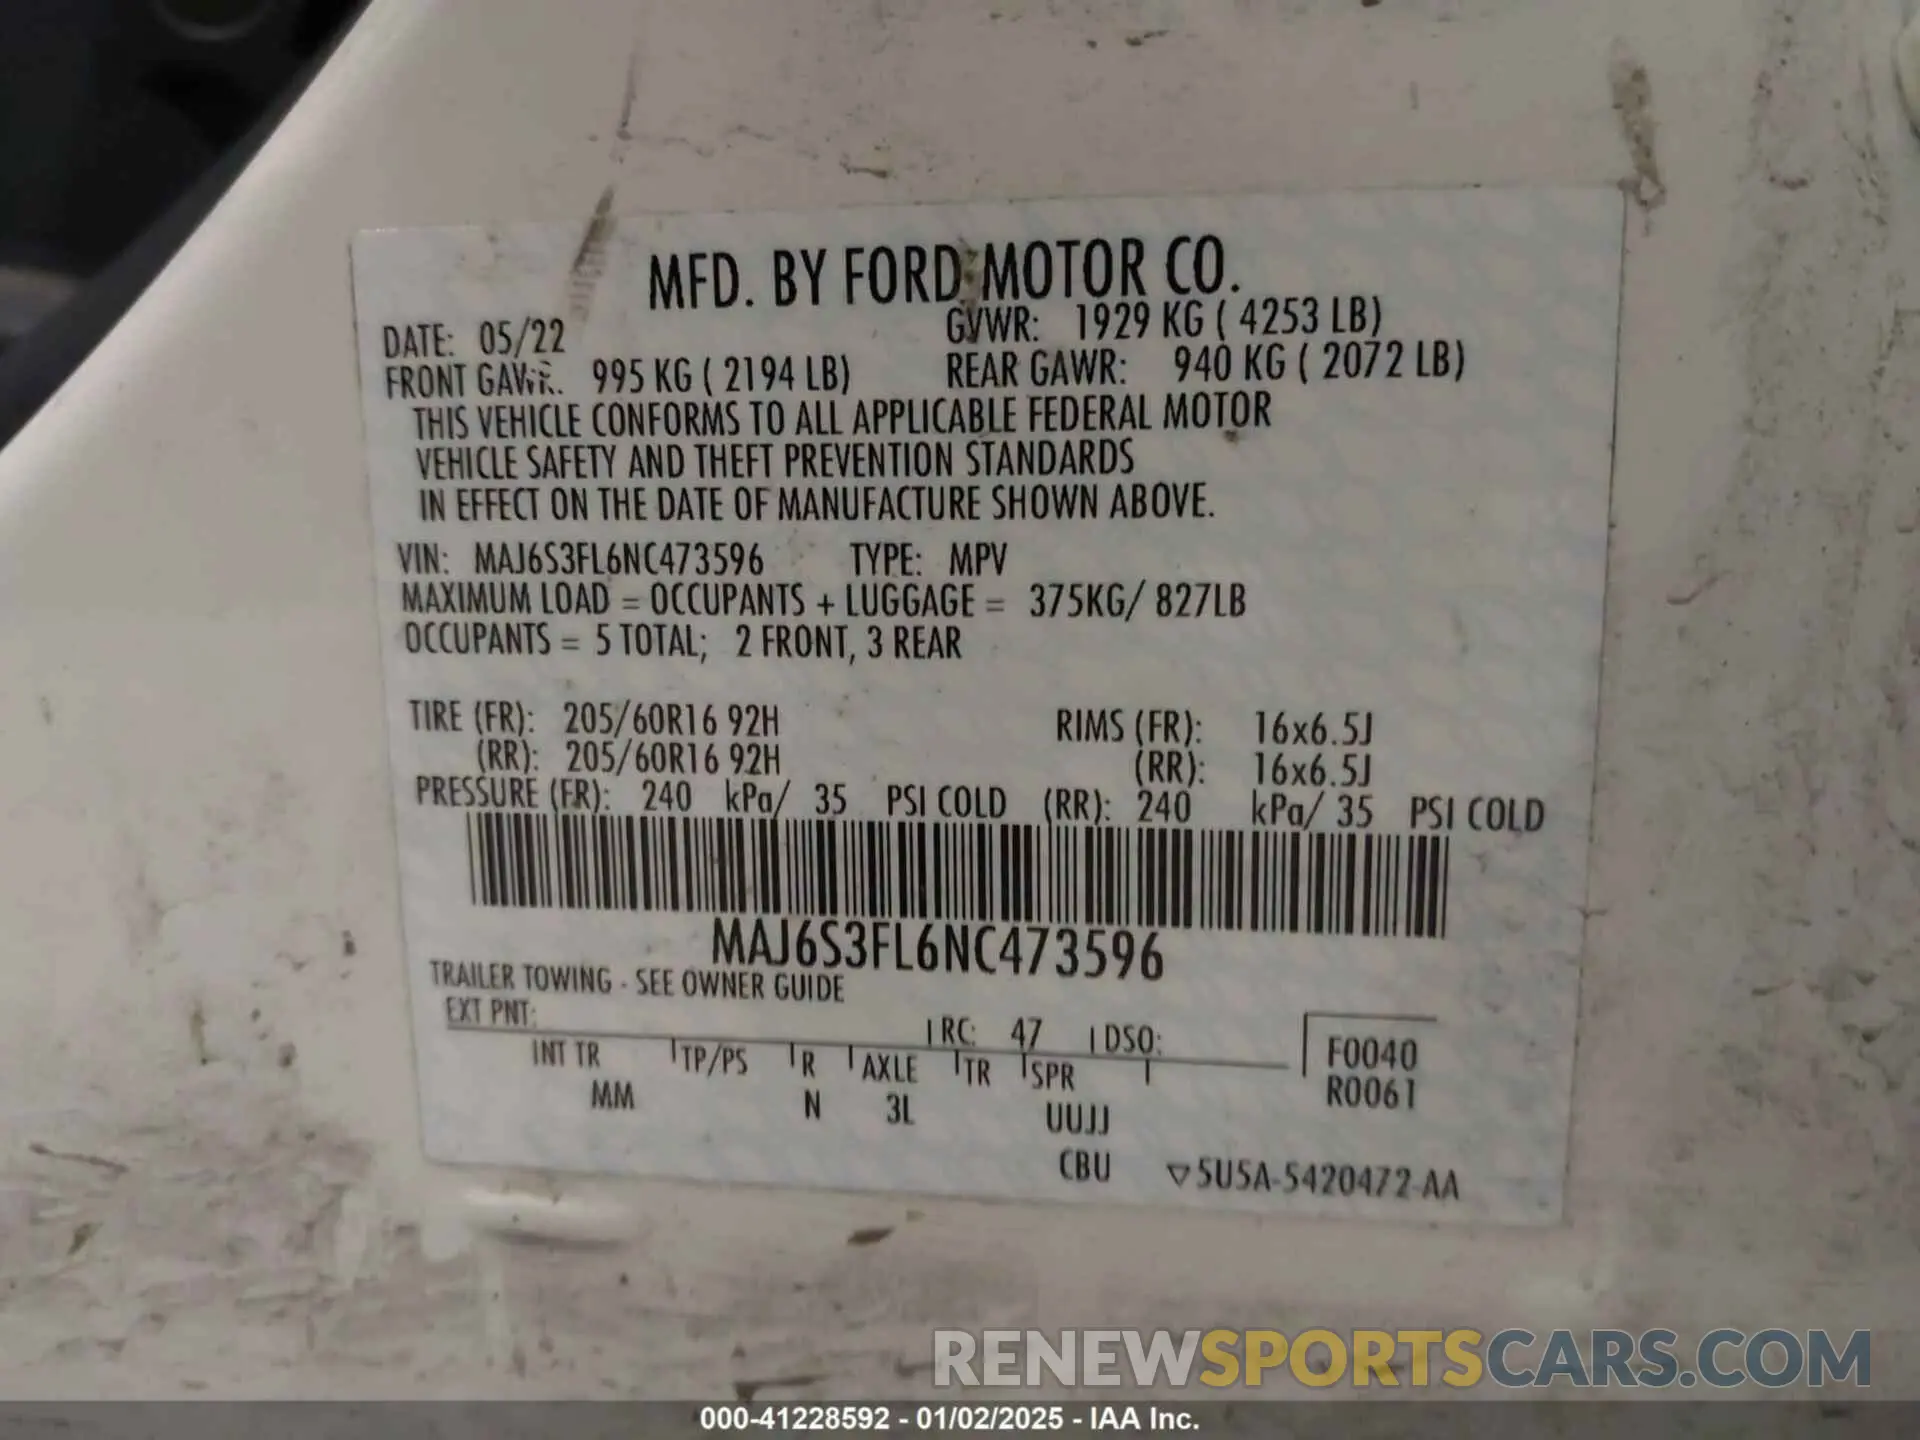 MFD. BY FORD MOTOR CO.
DATE: 05/22 GVWR: 1929 KG ( 4253 LB)
FRONT GAWR: 995 KG ( 2194 LB) REAR GAWR: 940 KG ( 2072 LB)
THIS VEHICLE CONFORMS TO ALL APPLICABLE FEDERAL MOTOR
VEHICLE SAFETY AND THEFT PREVENTION STANDARDS
IN EFFECT ON THE DATE OF MANUFACTURE SHOWN ABOVE.
VIN: MAJ6S3FL6NC473596 TYPE: MPV
MAXIMUM LOAD = OCCUPANTS + LUGGAGE = 375KG/ 827LB
OCCUPANTS = 5 TOTAL; 2 FRONT, 3 REAR
TIRE (FR): 205/60R16 92H RIMS (FR): 16x6.5J
(RR): 205/60R16 92H (RR): 16x6.5J
PRESSURE (FR): 240 kPa/ 35 PSI COLD (RR): 240 kPa/ 35 PSI COLD
MAJ6S3FL6NC473596
TRAILER TOWING - SEE OWNER GUIDE
EXT PNT: RC: 47 DSO:
INT TR TP/PS R AXLE TR SPR F0040
MM N 3L UUJJ R0061
CBU ▽5U5A-5420472-AA
RENEWSPORTSCARS.COM
000-41228592 - 01/02/2025 - IAA Inc.